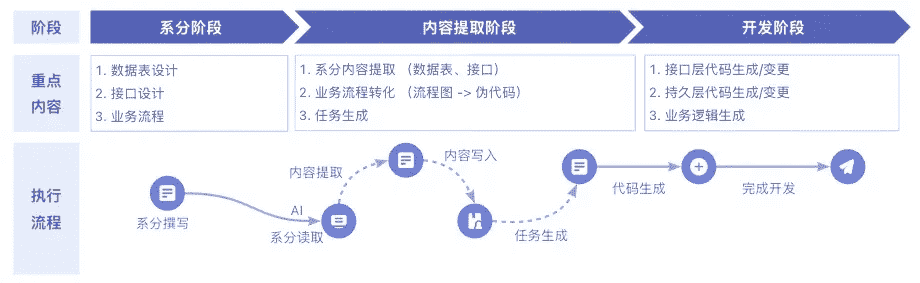 阶段
系分阶段
内容提取阶段
开发阶段
重点
内容
1. 数据表设计
2. 接口设计
3. 业务流程
1. 系分内容提取 （数据表、接口）
2. 业务流程转化 （流程图 -> 伪代码）
3. 任务生成
1. 接口层代码生成/变更
2. 持久层代码生成/变更
3. 业务逻辑生成
执行
流程
系分撰写
AI
系分读取
内容提取
内容写入
任务生成
代码生成
完成开发